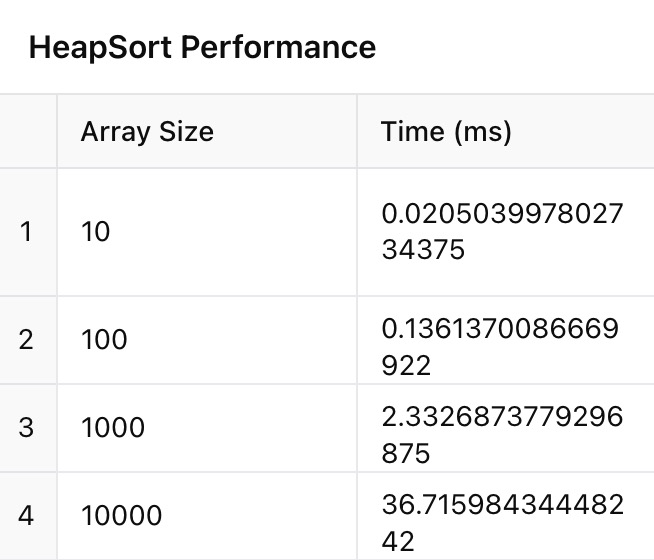 HeapSort Performance
Array Size Time (ms)
1 10 0.0205039978027
34375
2 100 0.1361370086669
922
3 1000 2.3326873779296
875
4 10000 36.715984344482
42